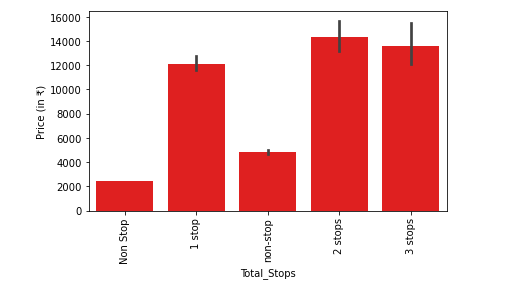 16000
14000
12000
10000
8000
6000
4000
2000
0
Price (in ₹)
Non Stop
1 stop
non-stop
2 stops
3 stops
Total_Stops